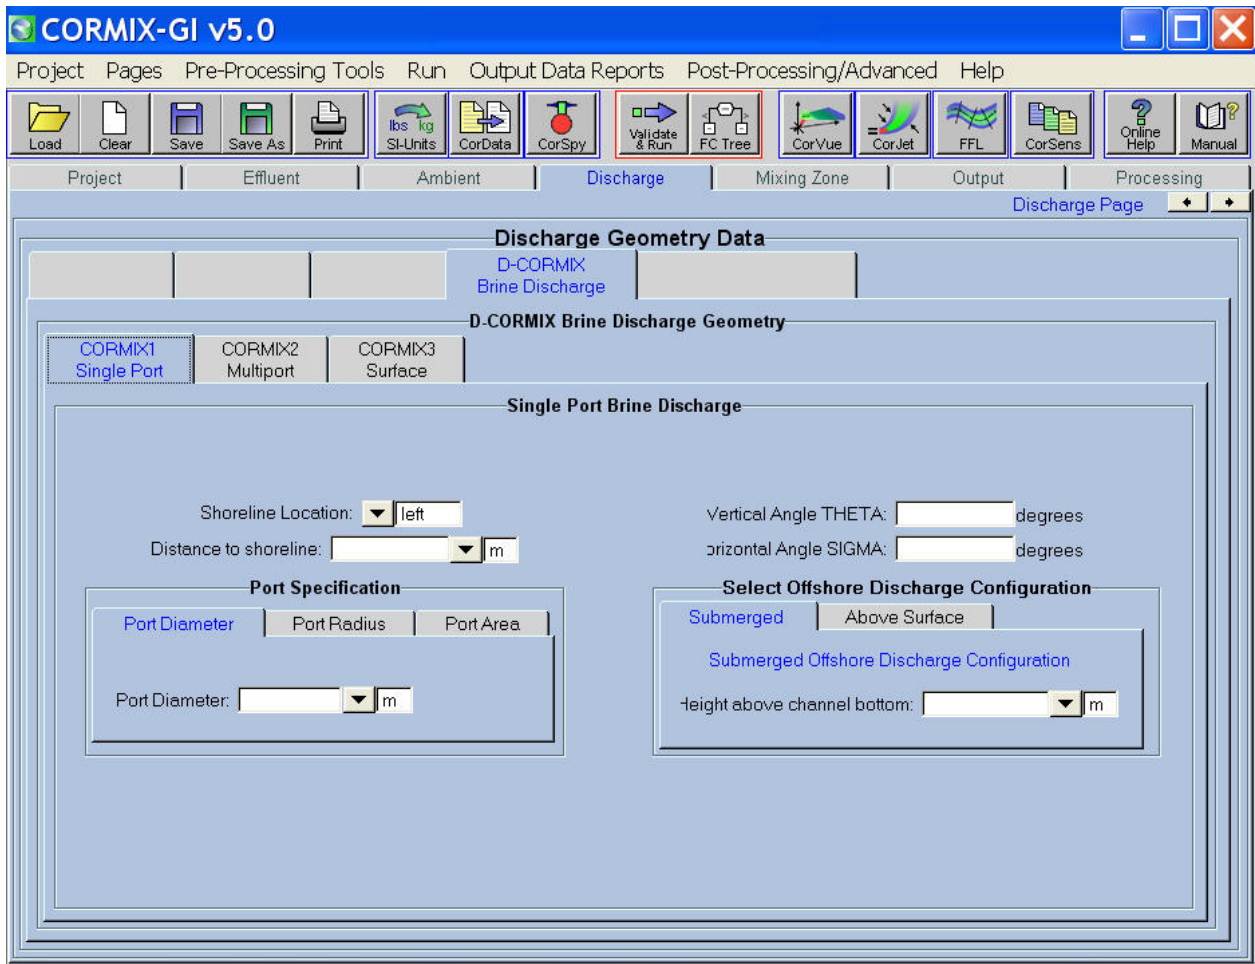 CORMIX-GI v5.0
Project Pages Pre-Processing Tools Run Output Data Reports Post-Processing/Advanced Help
Load Clear Save Save As Print lbs kg SI-Units CorData CorSpy Validate & Run FC Tree CorVue CorJet FFL CorSens ? Online Help ? Manual
Project Effluent Ambient Discharge Mixing Zone Output Processing
Discharge Page
Discharge Geometry Data
D-CORMIX
Brine Discharge
D-CORMIX Brine Discharge Geometry
CORMIX1 CORMIX2 CORMIX3
Single Port Multiport Surface
Single Port Brine Discharge
Shoreline Location: left Vertical Angle THETA: degrees
Distance to shoreline: m orizontal Angle SIGMA: degrees
Port Specification Select Offshore Discharge Configuration
Port Diameter Port Radius Port Area Submerged Above Surface
Submerged Offshore Discharge Configuration
Port Diameter: m Height above channel bottom: m